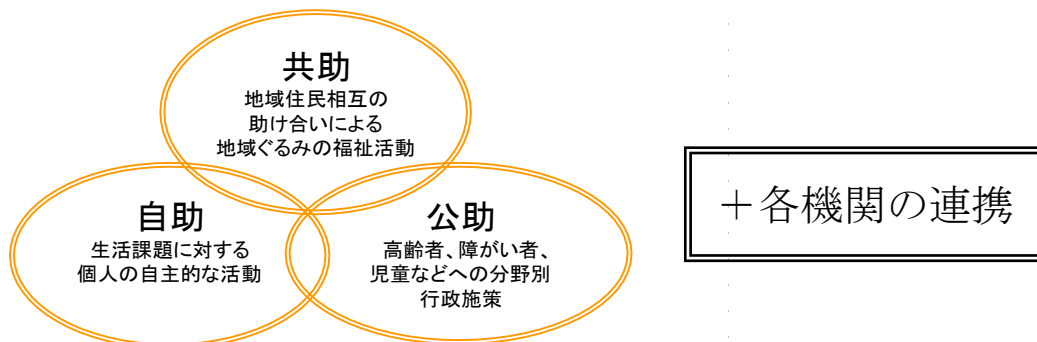 共助
地域住民相互の
助け合いによる
地域ぐるみの福祉活動
自助
生活課題に対する
個人の自主的な活動
公助
高齢者、障がい者、
児童などへの分野別
行政施策
＋各機関の連携